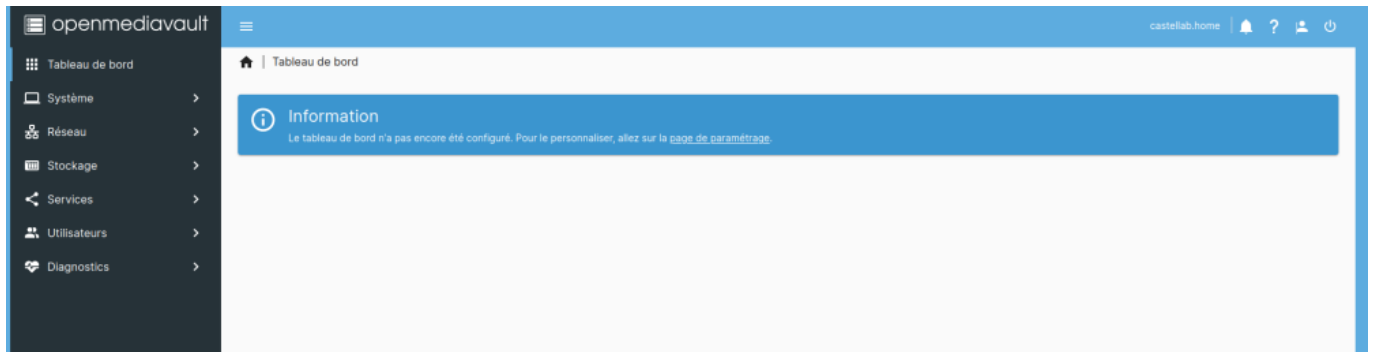 openmediavault
castellab.home
Tableau de bord
Tableau de bord
Système
Réseau
Stockage
Services
Utilisateurs
Diagnostics
Information
Le tableau de bord n'a pas encore été configuré. Pour le personnaliser, allez sur la page de paramétrage.